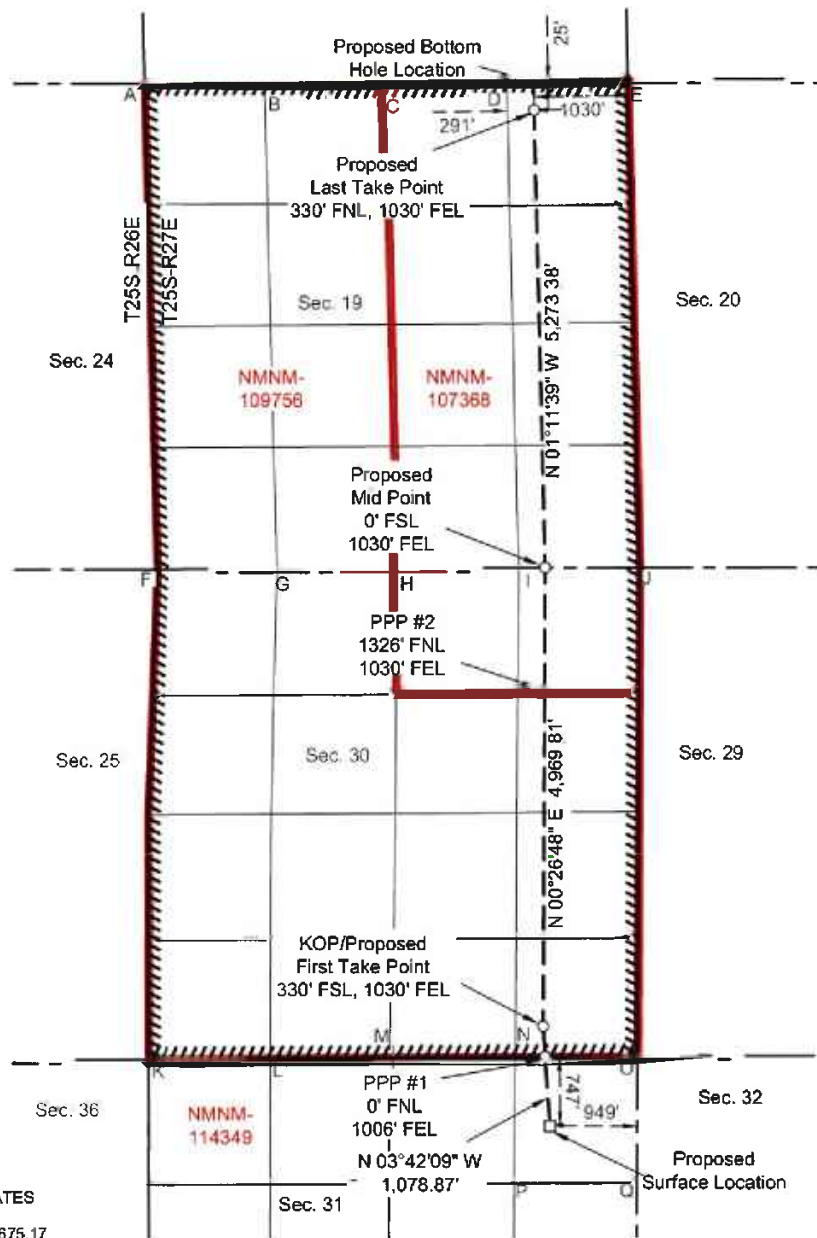 Proposed Bottom
Hole Location
25'
A
B
C
D
E
291'
1030'
Proposed
Last Take Point
330' FNL, 1030' FEL
T25S-R26E
T25S-R27E
Sec. 19
Sec. 20
Sec. 24
NMNM-
109756
NMNM-
107368
N 01°11'39" W 5,273 38'
Proposed
Mid Point
0' FSL
1030' FEL
F
G
H
I
J
PPP #2
1326' FNL
1030' FEL
Sec. 25
Sec. 30
Sec. 29
N 00°26'48" E 4,969 81'
KOP/Proposed
First Take Point
330' FSL, 1030' FEL
M
N
K
L
O
Sec. 36
NMNM-
114349
PPP #1
0' FNL
1006' FEL
747'
949'
Sec. 32
N 03°42'09" W
1,078.87'
Proposed
Surface Location
ATES
Sec. 31
P
Q
675.17